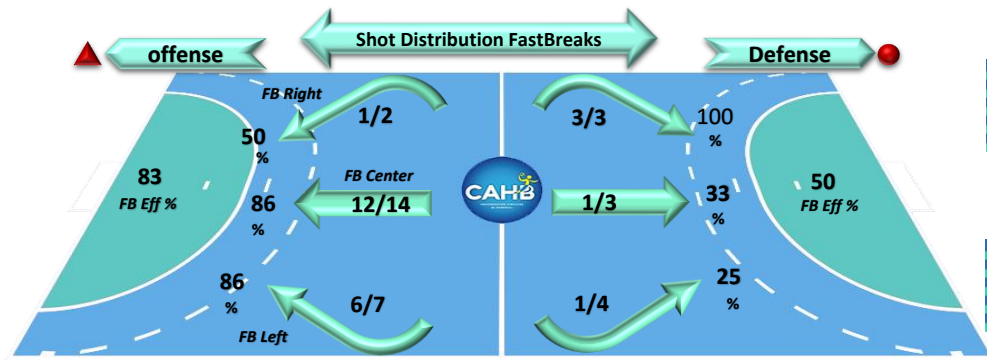 Shot Distribution FastBreaks
offense
Defense
FB Right
1/2
3/3
50
%
100
%
83
FB Eff %
FB Center
12/14
86
%
CAHB
1/3
33
%
50
FB Eff %
86
%
6/7
FB Left
1/4
25
%